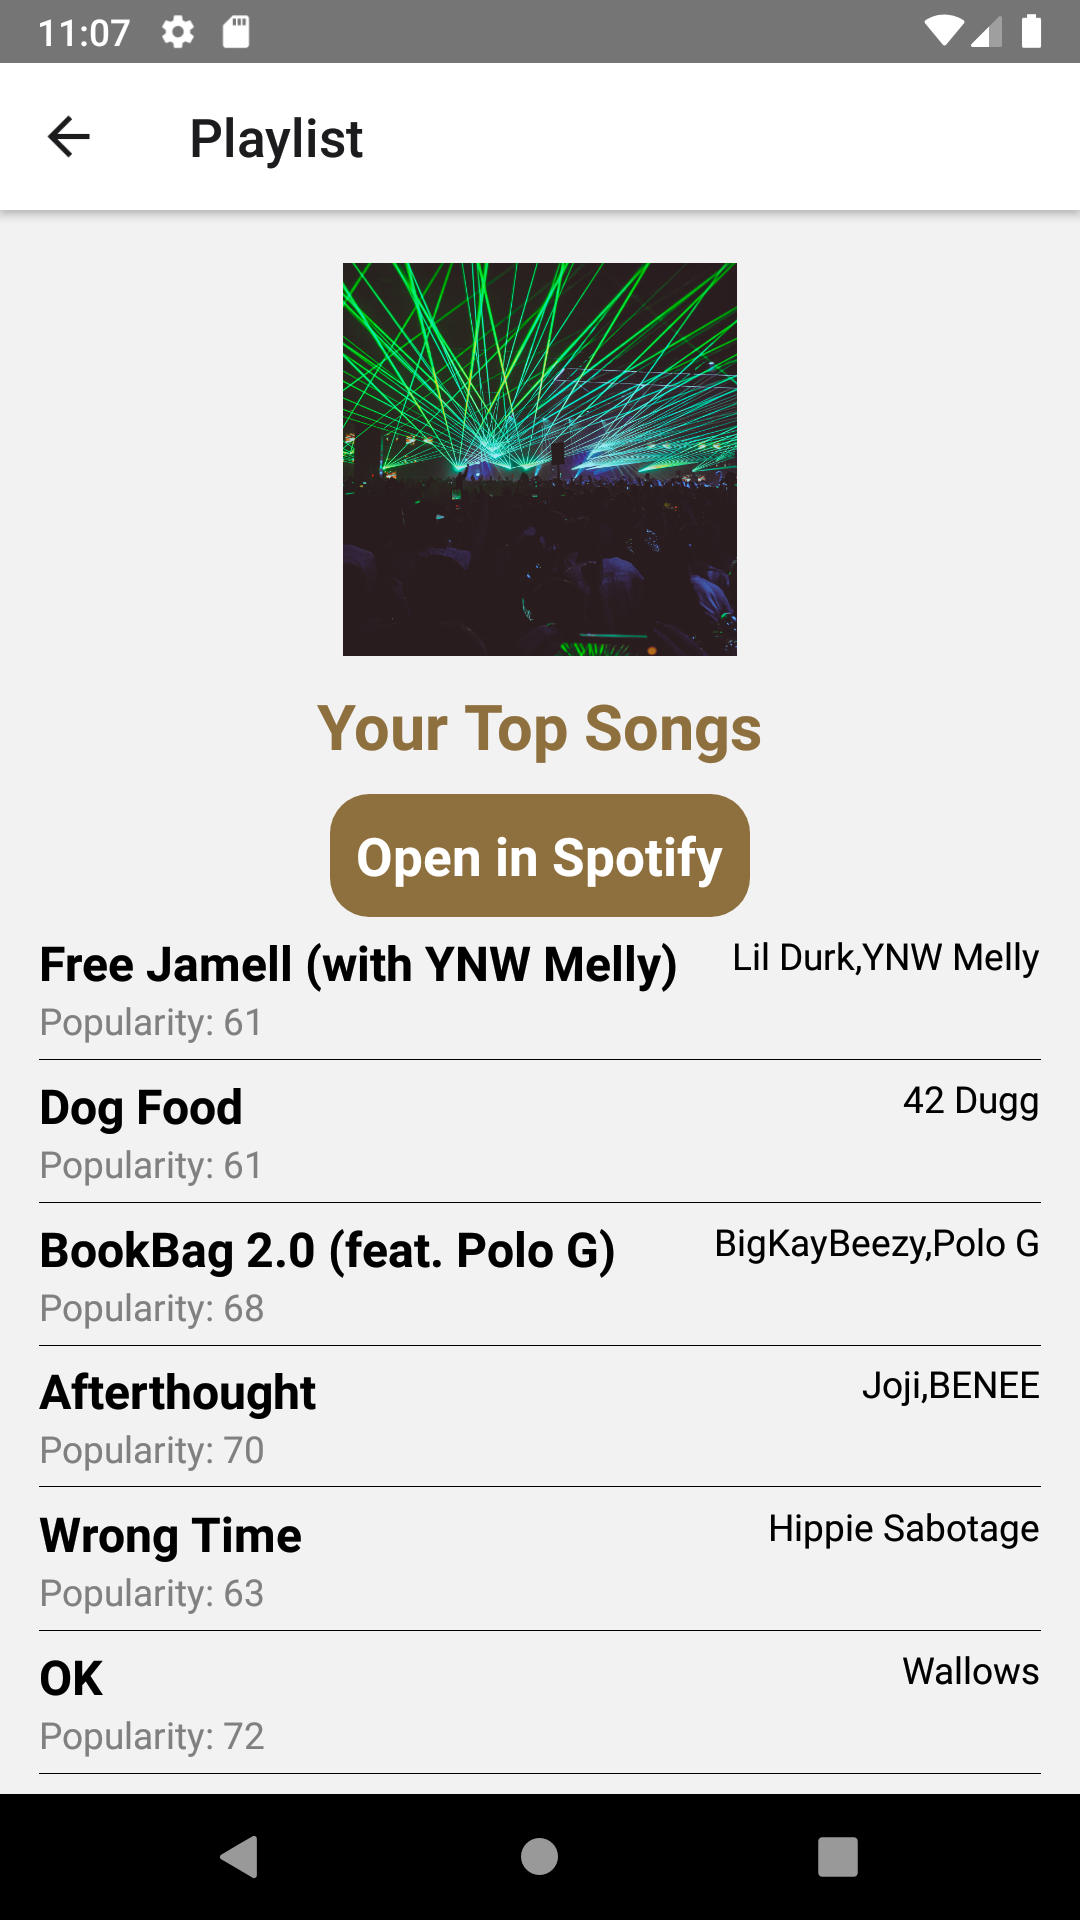 11:07
Playlist
Your Top Songs
Open in Spotify
Free Jamell (with YNW Melly) Lil Durk,YNW Melly
Popularity: 61
Dog Food 42 Dugg
Popularity: 61
BookBag 2.0 (feat. Polo G) BigKayBeezy,Polo G
Popularity: 68
Afterthought Joji,BENEE
Popularity: 70
Wrong Time Hippie Sabotage
Popularity: 63
OK Wallows
Popularity: 72